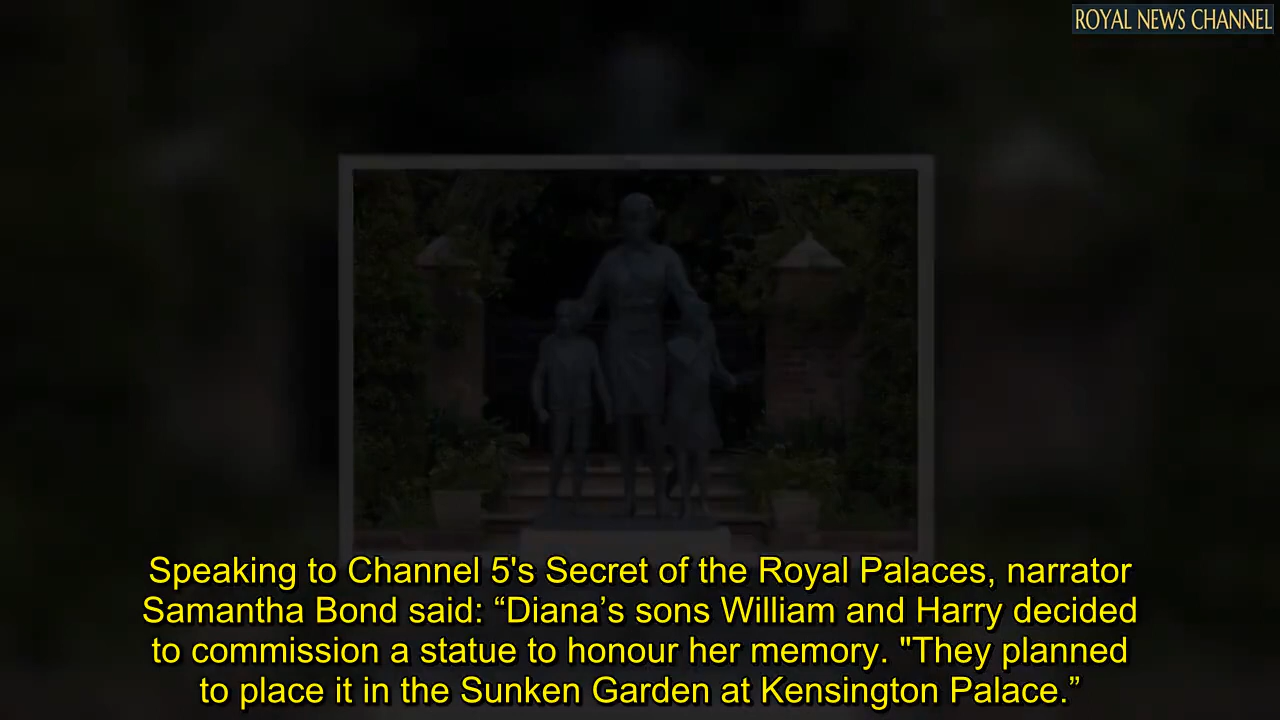 ROYAL NEWS CHANNEL
Speaking to Channel 5's Secret of the Royal Palaces, narrator
Samantha Bond said: “Diana’s sons William and Harry decided
to commission a statue to honour her memory. "They planned
to place it in the Sunken Garden at Kensington Palace.”